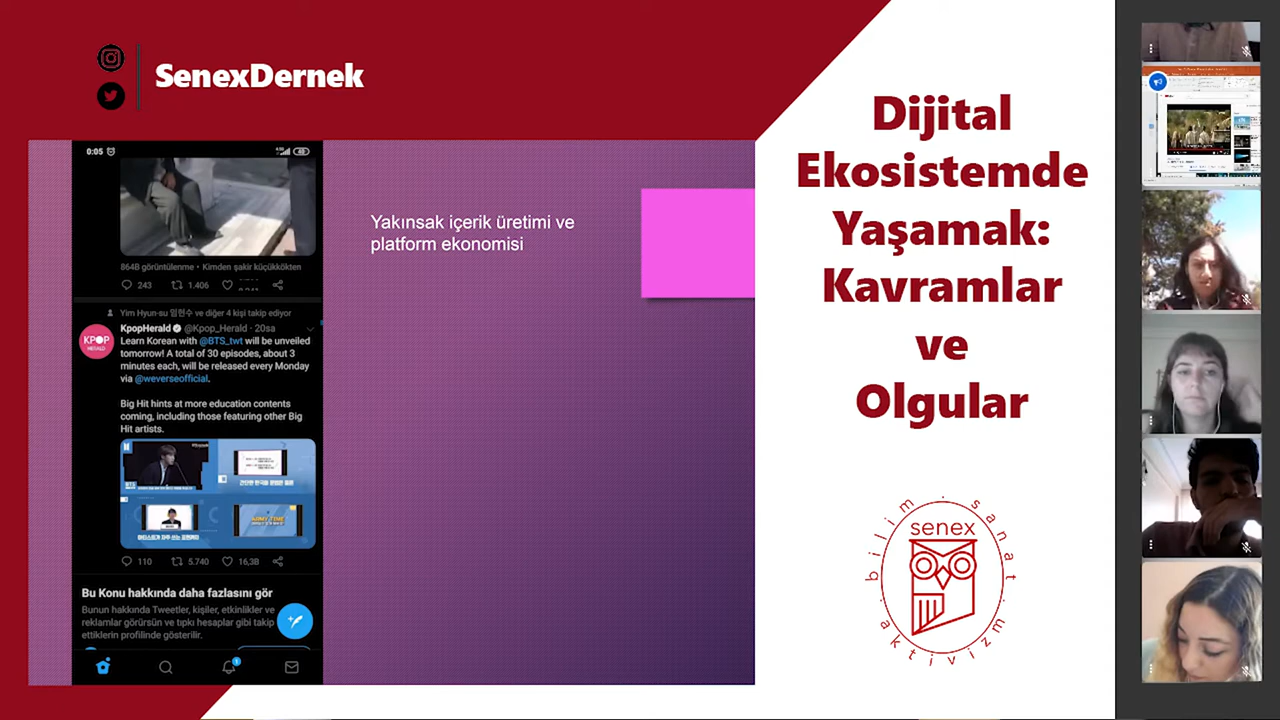 SenexDernek
0:05
864B görüntülenme • Kimden şakir küçükkökten
243 1.406
Yim Hyun-su 임현수 ve diğer 4 kişi takip ediyor
KpopHerald @Kpop_Herald · 20sa
KPOP
HERALD
Learn Korean with @BTS_twt will be unveiled
tomorrow! A total of 30 episodes, about 3
minutes each, will be released every Monday
via @weverseofficial.
Big Hit hints at more education contents
coming, including those featuring other Big
Hit artists.
110 5.740 16,3B
Bu Konu hakkında daha fazlasını gör
Bunun hakkında Tweetler, kişiler, etkinlikler ve
reklamlar görürsün ve tıpkı hesaplar gibi takip
ettiklerin profilinde gösterilir.
Yakınsak içerik üretimi ve
platform ekonomisi
Dijital
Ekosistemde
Yaşamak:
Kavramlar
ve
Olgular
senex
bilim . sanat . aktivizm